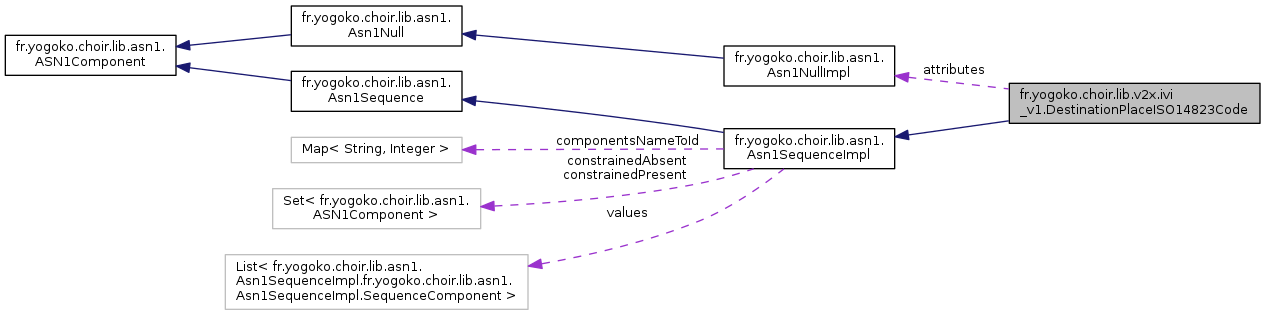 fr.yogoko.choir.lib.asn1.
ASN1Component
fr.yogoko.choir.lib.asn1.
Asn1Null
fr.yogoko.choir.lib.asn1.
Asn1Sequence
Map< String, Integer >
Set< fr.yogoko.choir.lib.asn1.
ASN1Component >
List< fr.yogoko.choir.lib.asn1.
Asn1SequenceImpl.fr.yogoko.choir.lib.asn1.
Asn1SequenceImpl.SequenceComponent >
componentsNameToId
constrainedAbsent
constrainedPresent
values
fr.yogoko.choir.lib.asn1.
Asn1NullImpl
fr.yogoko.choir.lib.asn1.
Asn1SequenceImpl
attributes
fr.yogoko.choir.lib.v2x.ivi
_v1.DestinationPlaceISO14823Code